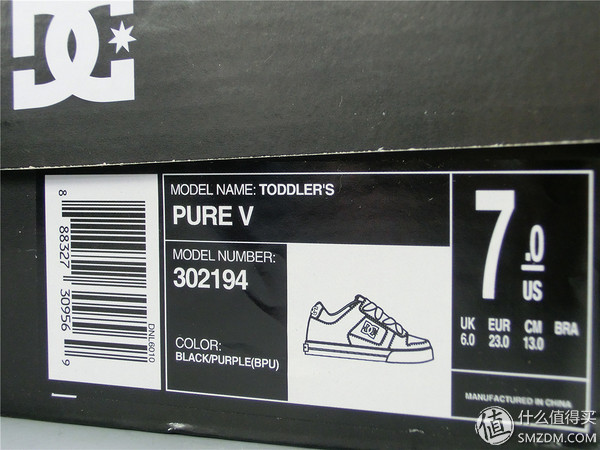 DC
8 88327 30956 9
DNL6010
MODEL NAME: TODDLER'S
PURE V
MODEL NUMBER:
302194
COLOR:
BLACK/PURPLE(BPU)
7.0
US
UK EUR CM BRA
6.0 23.0 13.0
MANUFACTURED IN CHINA
值 什么值得买
SMZDM.COM